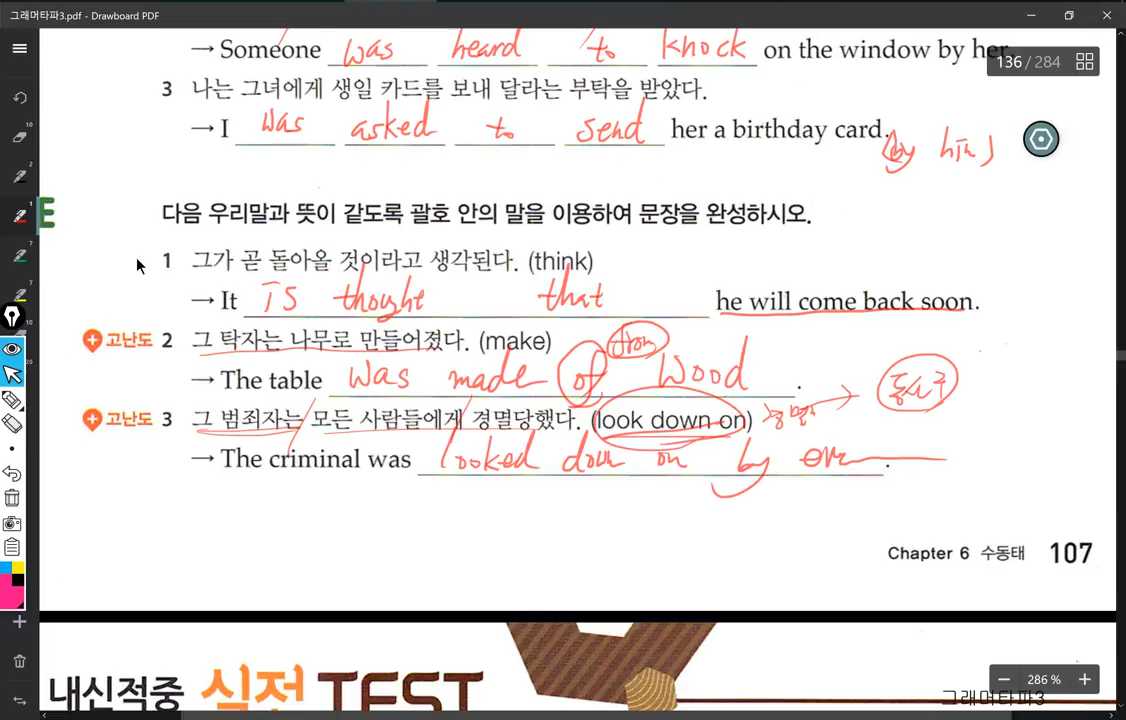 그래머타파3.pdf - Drawboard PDF
→ Someone was heard to knock on the window by her.
136 / 284
3 나는 그녀에게 생일 카드를 보내 달라는 부탁을 받았다.
→ I was asked to send her a birthday card.
(by him)
E
다음 우리말과 뜻이 같도록 괄호 안의 말을 이용하여 문장을 완성하시오.
1 그가 곧 돌아올 것이라고 생각된다. (think)
→ It is thought that he will come back soon.
고난도 2 그 탁자는 나무로 만들어졌다. (make)
from
→ The table was made of wood .
동사구
고난도 3 그 범죄자는 모든 사람들에게 경멸당했다. (look down on)
→ The criminal was looked down on by .
Chapter 6 수동태 107
내신적중 실전 TEST
286 %
그래머타파3